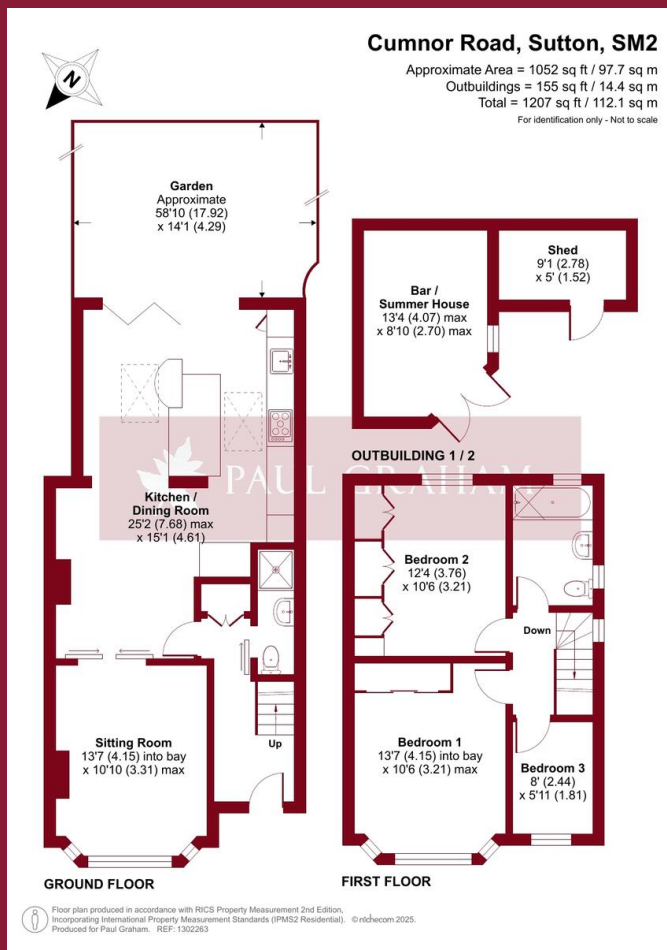 Cumnor Road, Sutton, SM2
Approximate Area = 1052 sq ft / 97.7 sq m
Outbuildings = 155 sq ft / 14.4 sq m
Total = 1207 sq ft / 112.1 sq m
For identification only - Not to scale
N
Garden
Approximate
58'10 (17.92)
x 14'1 (4.29)
Shed
9'1 (2.78)
x 5' (1.52)
Bar /
Summer House
13'4 (4.07) max
x 8'10 (2.70) max
OUTBUILDING 1 / 2
PAUL GRAHAM
Kitchen /
Dining Room
25'2 (7.68) max
x 15'1 (4.61)
Bedroom 2
12'4 (3.76)
x 10'6 (3.21)
Down
Sitting Room
13'7 (4.15) into bay
x 10'10 (3.31) max
Up
Bedroom 1
13'7 (4.15) into bay
x 10'6 (3.21) max
Bedroom 3
8' (2.44)
x 5'11 (1.81)
GROUND FLOOR
FIRST FLOOR
Floor plan produced in accordance with RICS Property Measurement 2nd Edition,
Incorporating International Property Measurement Standards (IPMS2 Residential). © nichecom 2025.
Produced for Paul Graham. REF: 1302263